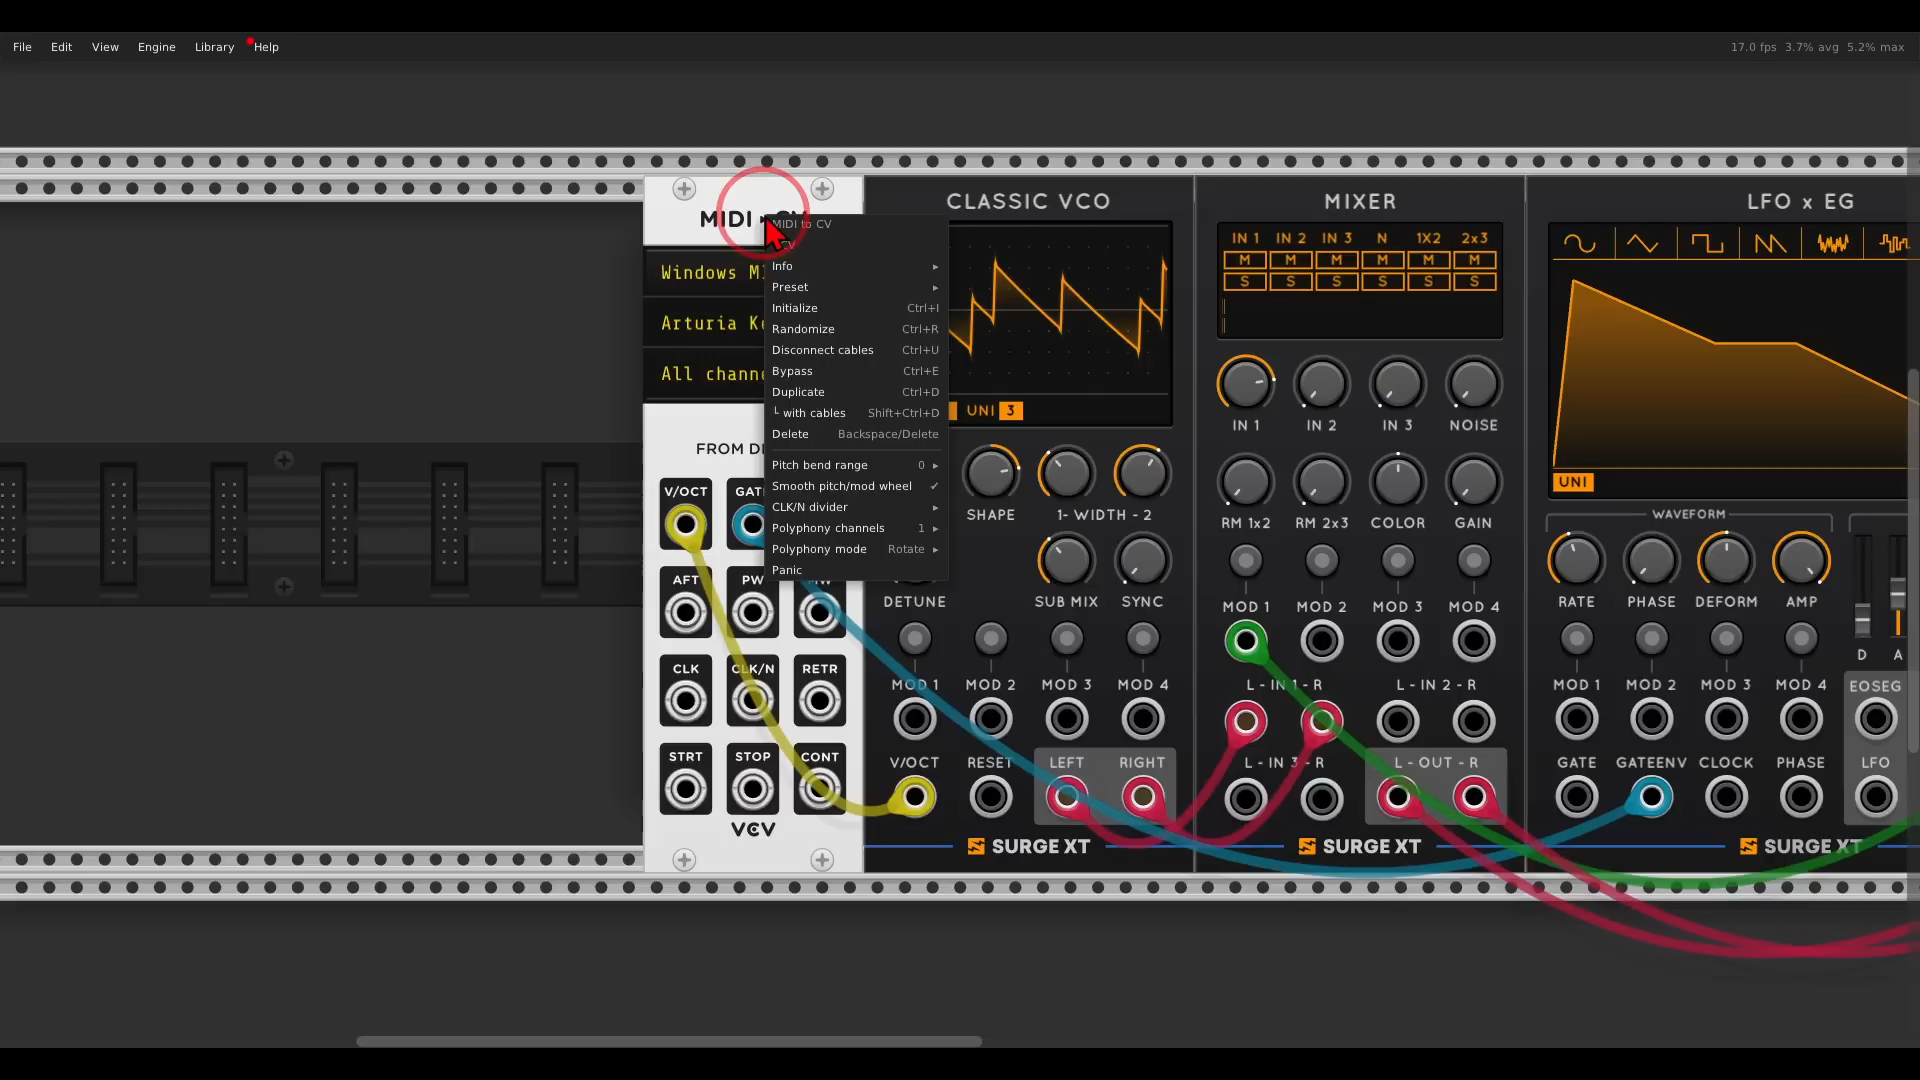 File Edit View Engine Library Help
17.0 fps 3.7% avg 5.2% max
MIDI
Windows
Arturia
All
FROM
V/OCT
AFT PW MW
CLK CLK/N RETR
STRT STOP CONT
VCV
MIDI to CV
VCV
Info
Preset
Initialize Ctrl+I
Randomize Ctrl+R
Disconnect cables Ctrl+U
Bypass Ctrl+E
Duplicate Ctrl+D
└ with cables Shift+Ctrl+D
Delete Backspace/Delete
Pitch bend range 0
Smooth pitch/mod wheel ✓
CLK/N divider
Polyphony channels 1
Polyphony mode Rotate
Panic
CLASSIC VCO
UNI 3
SHAPE 1- WIDTH - 2
DETUNE SUB MIX SYNC
MOD 1 MOD 2 MOD 3 MOD 4
V/OCT RESET LEFT RIGHT
SURGE XT
MIXER
IN 1 IN 2 IN 3 N 1X2 2x3
M M M M M M
S S S S S S
IN 1 IN 2 IN 3 NOISE
RM 1x2 RM 2x3 COLOR GAIN
MOD 1 MOD 2 MOD 3 MOD 4
L - IN 1 - R L - IN 2 - R
L - IN 3 - R L - OUT - R
SURGE XT
LFO x EG
UNI
WAVEFORM
RATE PHASE DEFORM AMP
D A
MOD 1 MOD 2 MOD 3 MOD 4 EOSEG
GATE GATEENV CLOCK PHASE LFO
SURGE XT